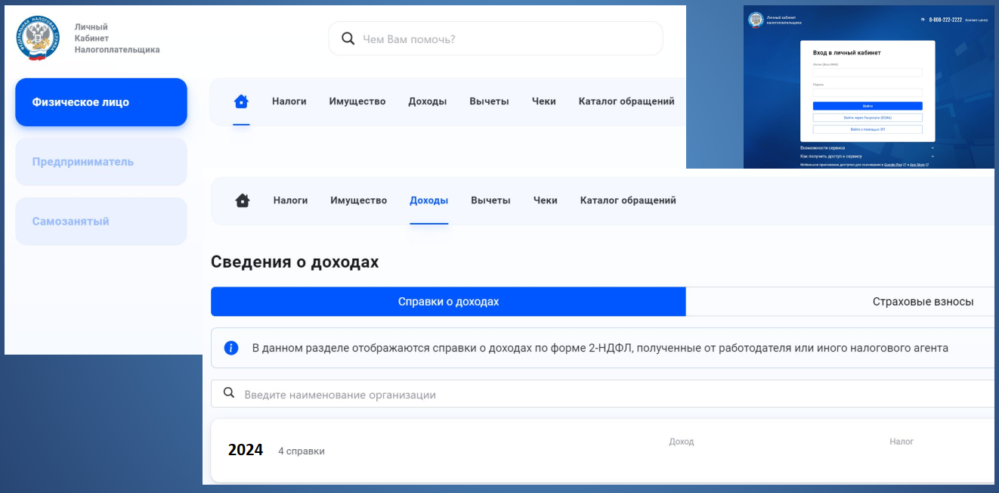 ФЕДЕРАЛЬНАЯ НАЛОГОВАЯ СЛУЖБА
Личный
Кабинет
Налогоплательщика
Чем Вам помочь?
Физическое лицо
Предприниматель
Самозанятый
Налоги Имущество Доходы Вычеты Чеки Каталог обращений
Личный кабинет
налогоплательщика
8-800-222-2222 Контакт-центр
Вход в личный кабинет
Логин (Ваш ИНН)
Пароль
Войти
Войти через Госуслуги (ЕСИА)
Войти с помощью ЭП
Возможности сервиса
Как получить доступ к сервису
Мобильное приложение доступно для скачивания в Google Play и App Store
Налоги Имущество Доходы Вычеты Чеки Каталог обращений
Сведения о доходах
Справки о доходах Страховые взносы
В данном разделе отображаются справки о доходах по форме 2-НДФЛ, полученные от работодателя или иного налогового агента
Введите наименование организации
2024 4 справки Доход Налог